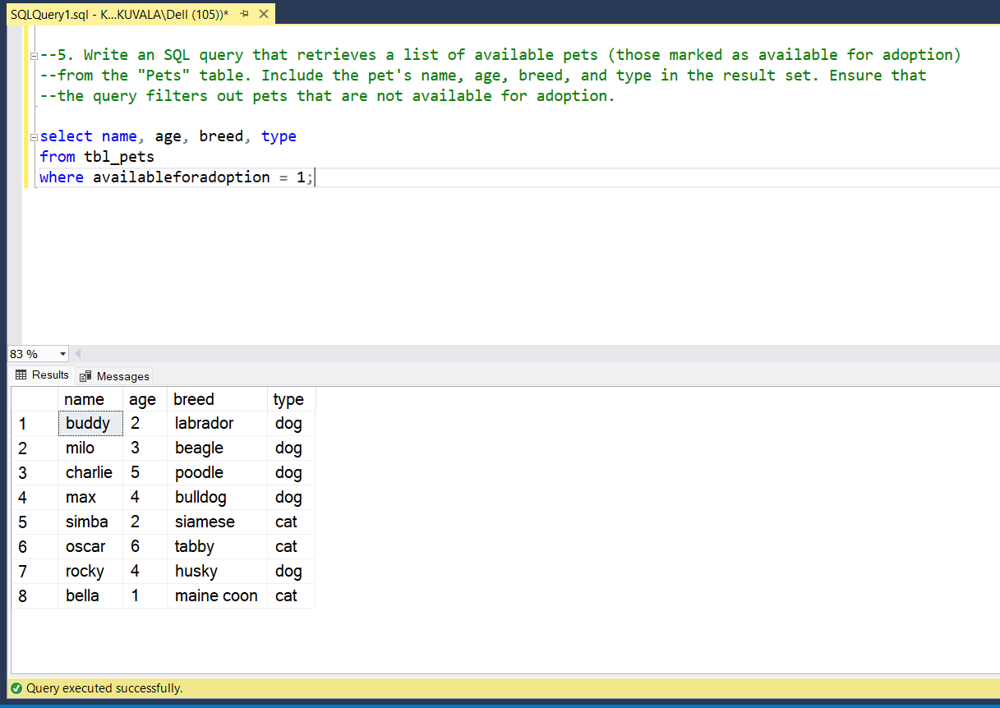 SQLQuery1.sql - K...KUVALA\Dell (105))*
--5. Write an SQL query that retrieves a list of available pets (those marked as available for adoption)
--from the "Pets" table. Include the pet's name, age, breed, and type in the result set. Ensure that
--the query filters out pets that are not available for adoption.
select name, age, breed, type
from tbl_pets
where availableforadoption = 1;
83 %
Results Messages
name age breed type
1 buddy 2 labrador dog
2 milo 3 beagle dog
3 charlie 5 poodle dog
4 max 4 bulldog dog
5 simba 2 siamese cat
6 oscar 6 tabby cat
7 rocky 4 husky dog
8 bella 1 maine coon cat
Query executed successfully.